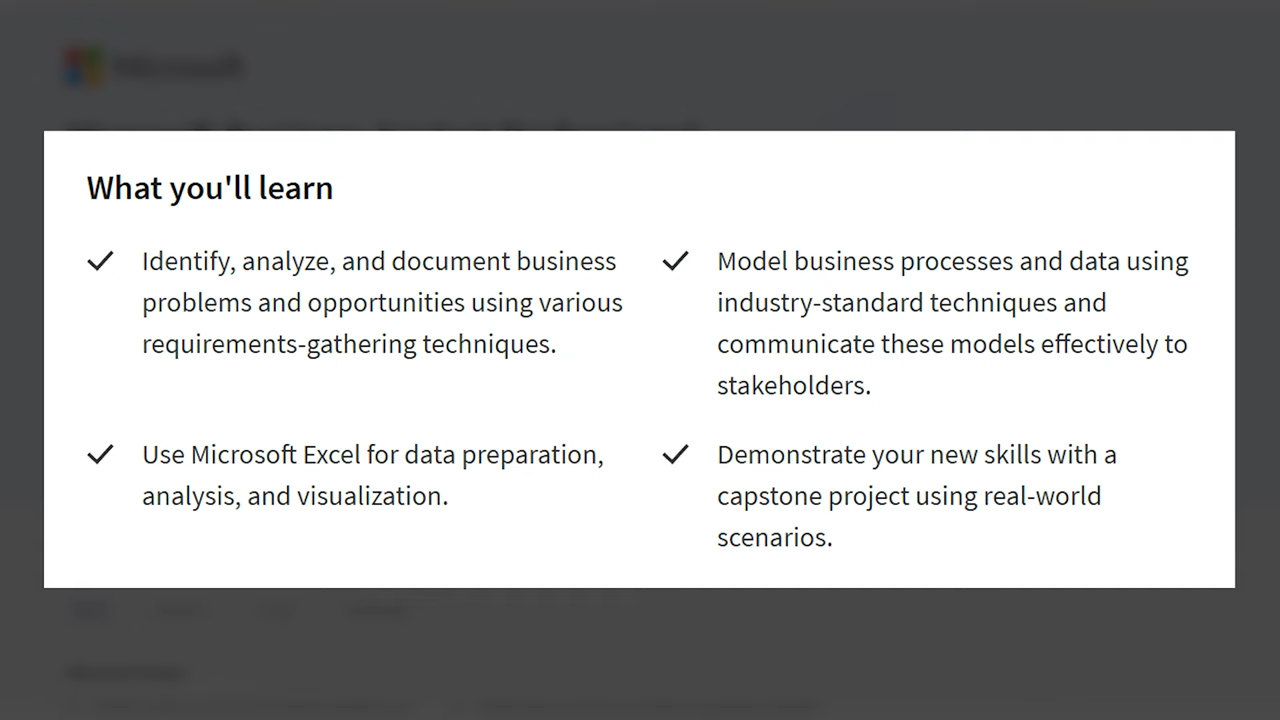 Microsoft
What you'll learn
Identify, analyze, and document business
problems and opportunities using various
requirements-gathering techniques.
Model business processes and data using
industry-standard techniques and
communicate these models effectively to
stakeholders.
Use Microsoft Excel for data preparation,
analysis, and visualization.
Demonstrate your new skills with a
capstone project using real-world
scenarios.